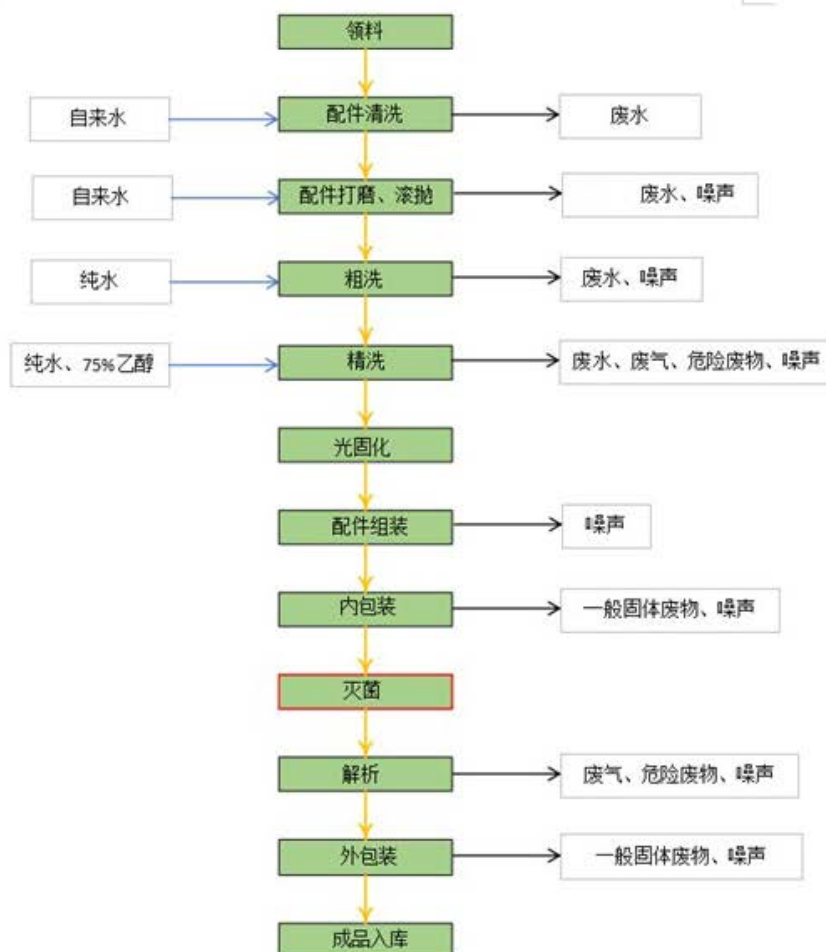 领料
自来水
配件清洗
废水
自来水
配件打磨、滚抛
废水、噪声
纯水
粗洗
废水、噪声
纯水、75%乙醇
精洗
废水、废气、危险废物、噪声
光固化
配件组装
噪声
内包装
一般固体废物、噪声
灭菌
解析
废气、危险废物、噪声
外包装
一般固体废物、噪声
成品入库